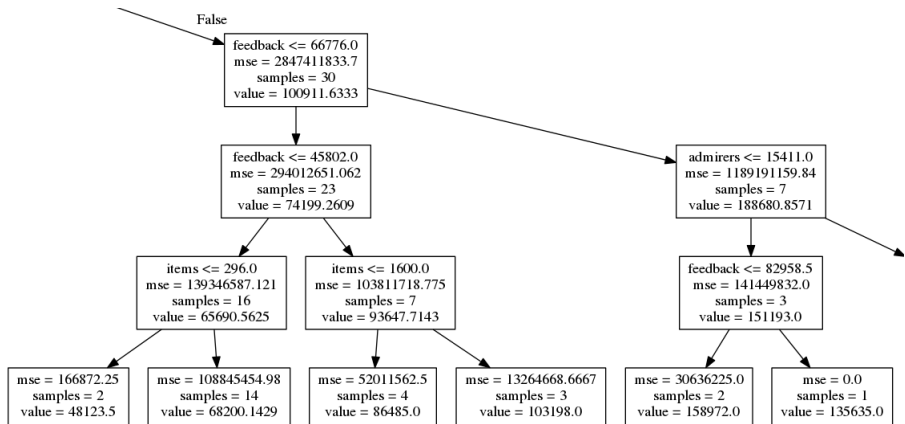 False
feedback <= 66776.0
mse = 2847411833.7
samples = 30
value = 100911.6333
feedback <= 45802.0
mse = 294012651.062
samples = 23
value = 74199.2609
admirers <= 15411.0
mse = 1189191159.84
samples = 7
value = 188680.8571
items <= 296.0
mse = 139346587.121
samples = 16
value = 65690.5625
items <= 1600.0
mse = 103811718.775
samples = 7
value = 93647.7143
feedback <= 82958.5
mse = 141449832.0
samples = 3
value = 151193.0
mse = 166872.25
samples = 2
value = 48123.5
mse = 108845454.98
samples = 14
value = 68200.1429
mse = 52011562.5
samples = 4
value = 86485.0
mse = 13264668.6667
samples = 3
value = 103198.0
mse = 30636225.0
samples = 2
value = 158972.0
mse = 0.0
samples = 1
value = 135635.0